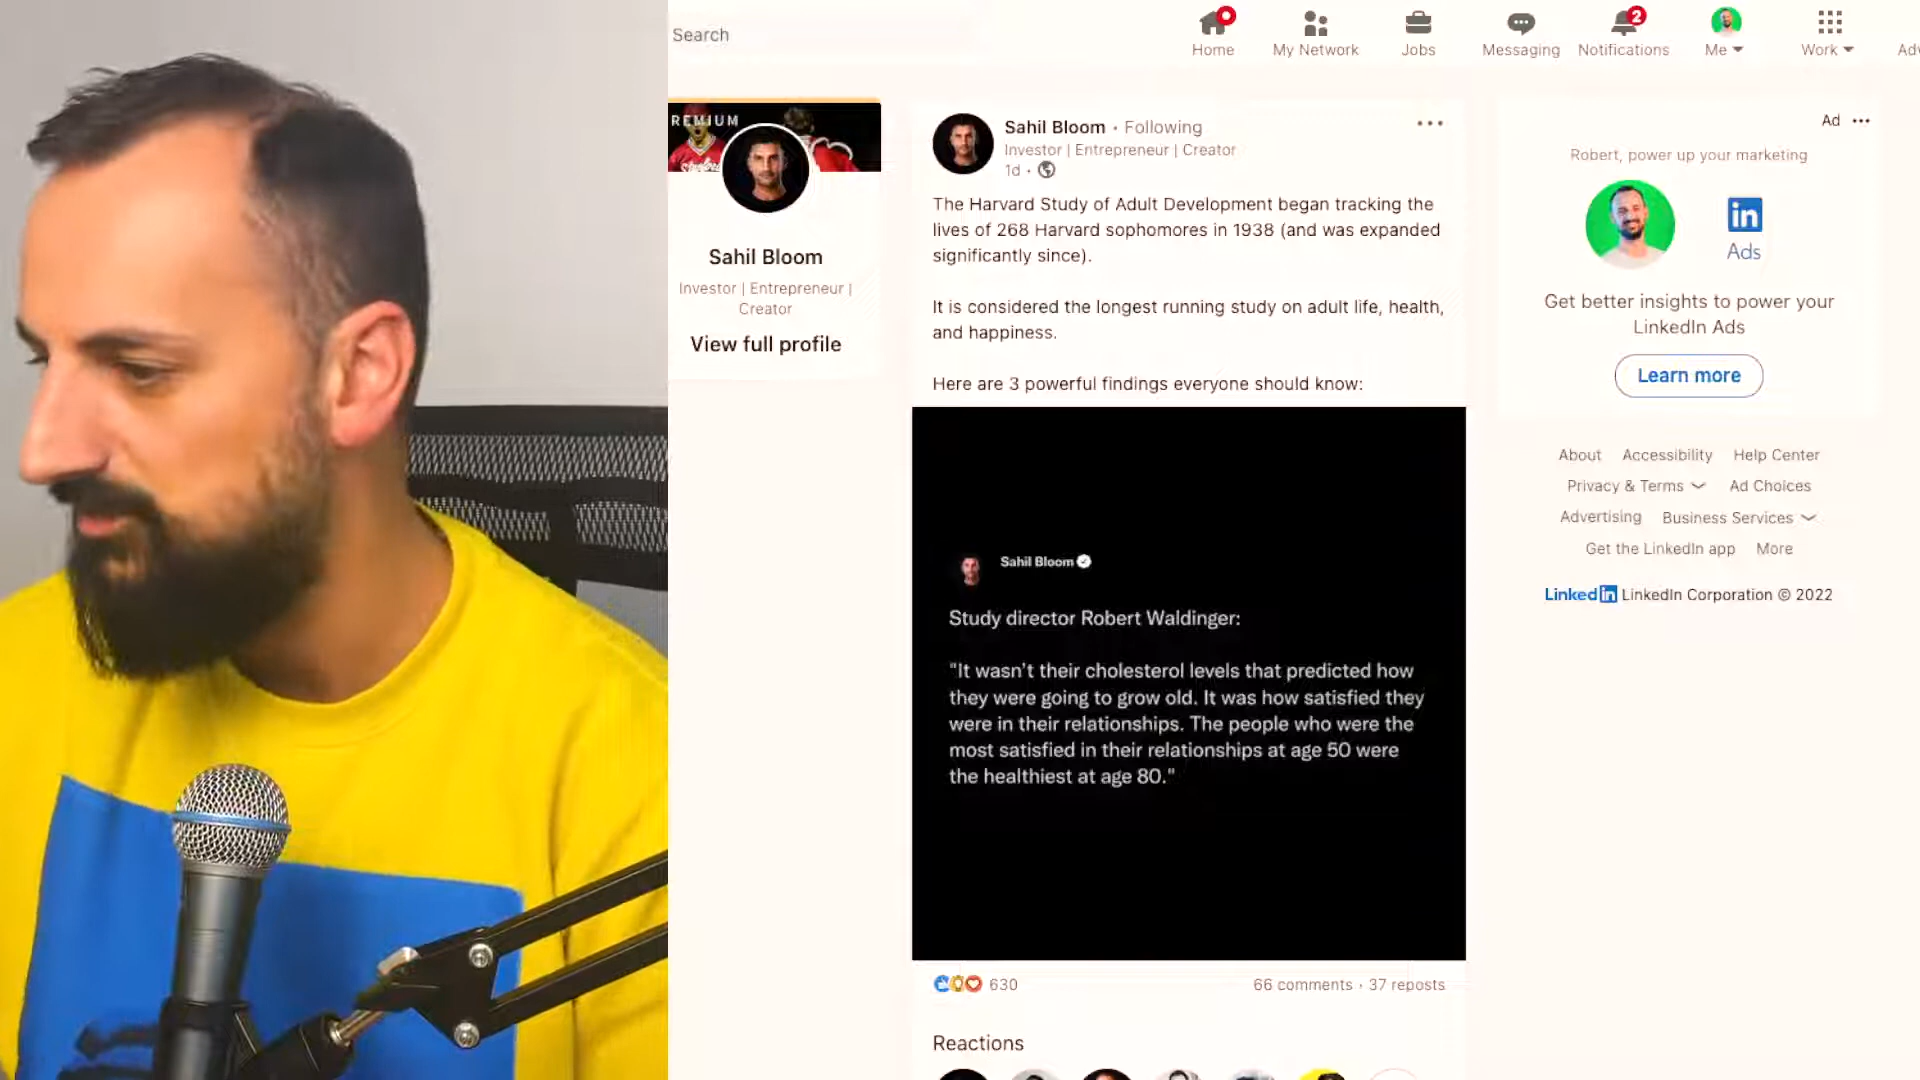 Search
Home
My Network
Jobs
Messaging
2
Notifications
Me
Work
REMIUM
Sahil Bloom
Investor | Entrepreneur |
Creator
View full profile
Sahil Bloom • Following
Investor | Entrepreneur | Creator
1d •
The Harvard Study of Adult Development began tracking the
lives of 268 Harvard sophomores in 1938 (and was expanded
significantly since).
It is considered the longest running study on adult life, health,
and happiness.
Here are 3 powerful findings everyone should know:
Sahil Bloom
Study director Robert Waldinger:
"It wasn't their cholesterol levels that predicted how
they were going to grow old. It was how satisfied they
were in their relationships. The people who were the
most satisfied in their relationships at age 50 were
the healthiest at age 80."
630
66 comments • 37 reposts
Reactions
Ad
Robert, power up your marketing
in
Ads
Get better insights to power your
LinkedIn Ads
Learn more
About Accessibility Help Center
Privacy & Terms Ad Choices
Advertising Business Services
Get the LinkedIn app More
Linked in LinkedIn Corporation © 2022